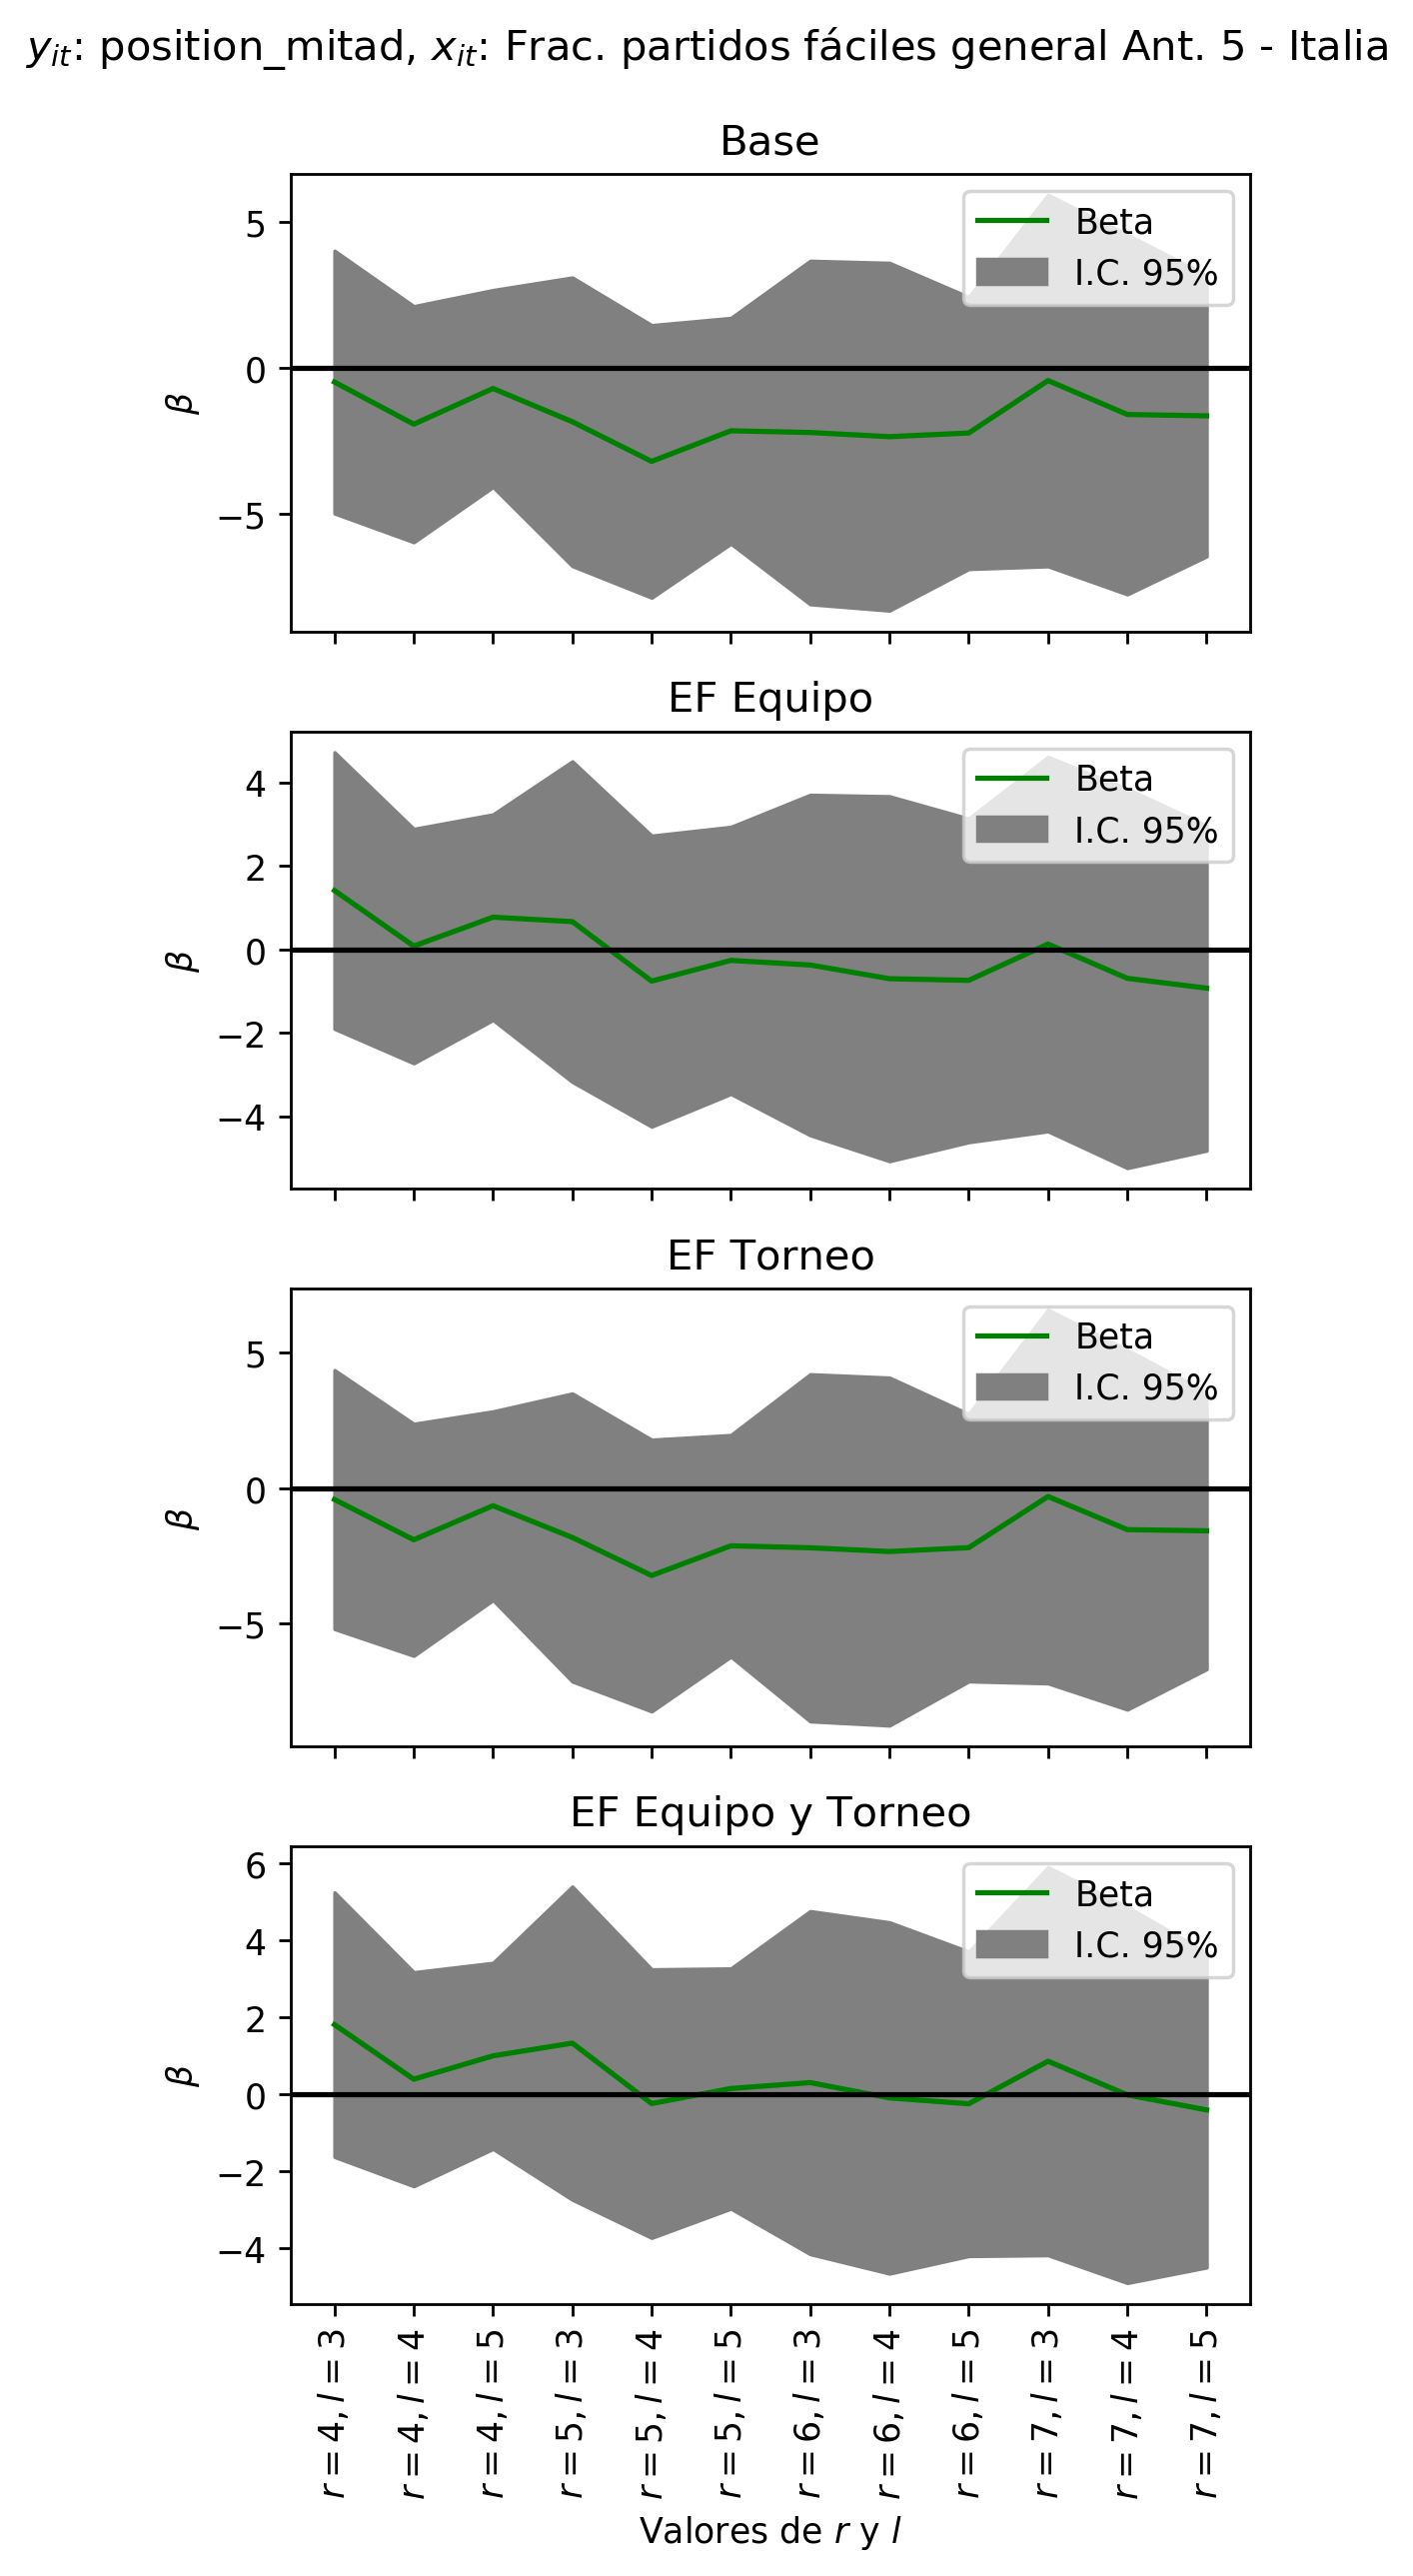 y_it: position_mitad, x_it: Frac. partidos fáciles general Ant. 5 - Italia
Base
5
0
−5
β
Beta
I.C. 95%
EF Equipo
4
2
0
−2
−4
β
Beta
I.C. 95%
EF Torneo
5
0
−5
β
Beta
I.C. 95%
EF Equipo y Torneo
6
4
2
0
−2
−4
β
Beta
I.C. 95%
r = 4, l = 3
r = 4, l = 4
r = 4, l = 5
r = 5, l = 3
r = 5, l = 4
r = 5, l = 5
r = 6, l = 3
r = 6, l = 4
r = 6, l = 5
r = 7, l = 3
r = 7, l = 4
r = 7, l = 5
Valores de r y l